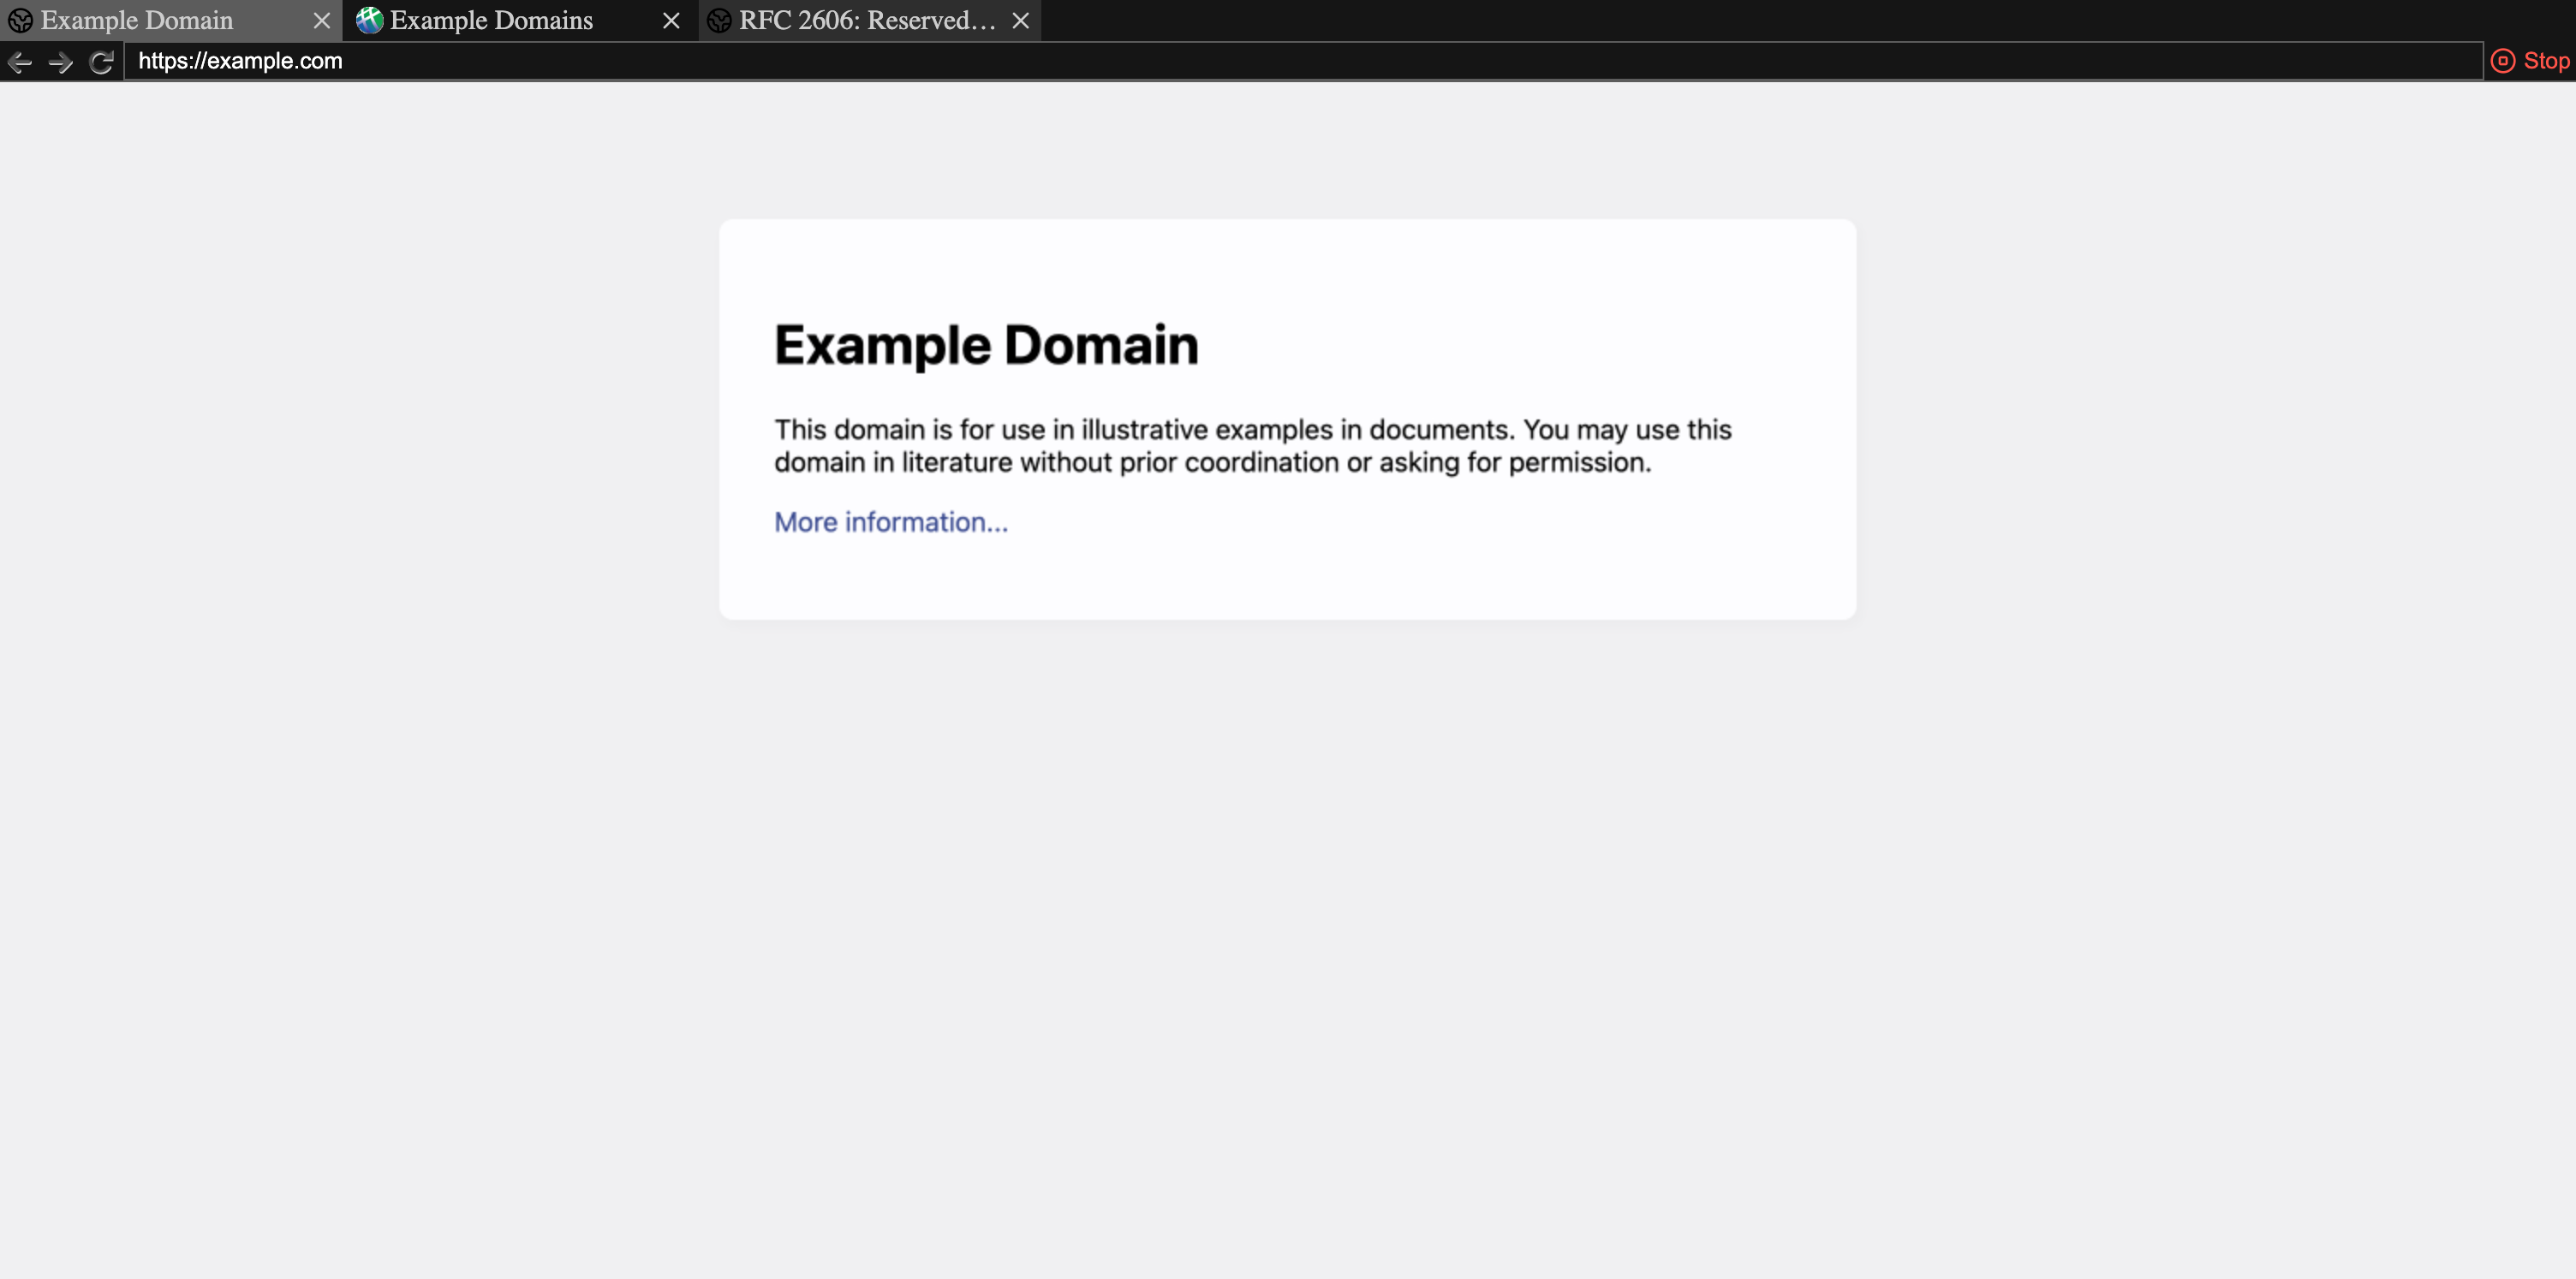 Example Domain
Example Domains
RFC 2606: Reserved…
https://example.com
Stop
Example Domain
This domain is for use in illustrative examples in documents. You may use this
domain in literature without prior coordination or asking for permission.
More information...